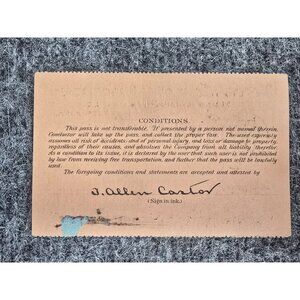 CONDITIONS
This pass is not transferable. If presented by a person not named therein,
Conductor will take up the pass, and collect the proper fare. The user expressly
assumes all risk of accidents, and of personal injury, and loss or damage to property,
regardless of their causes, and absolves the Company from all liability therefor.
As a condition to its issue, it is declared by the user that such user is not prohibited
by law from receiving free transportation, and further that the pass will be lawfully
used.
The foregoing conditions and statements are accepted and attested by
J. Allen Castor
(Sign in ink.)